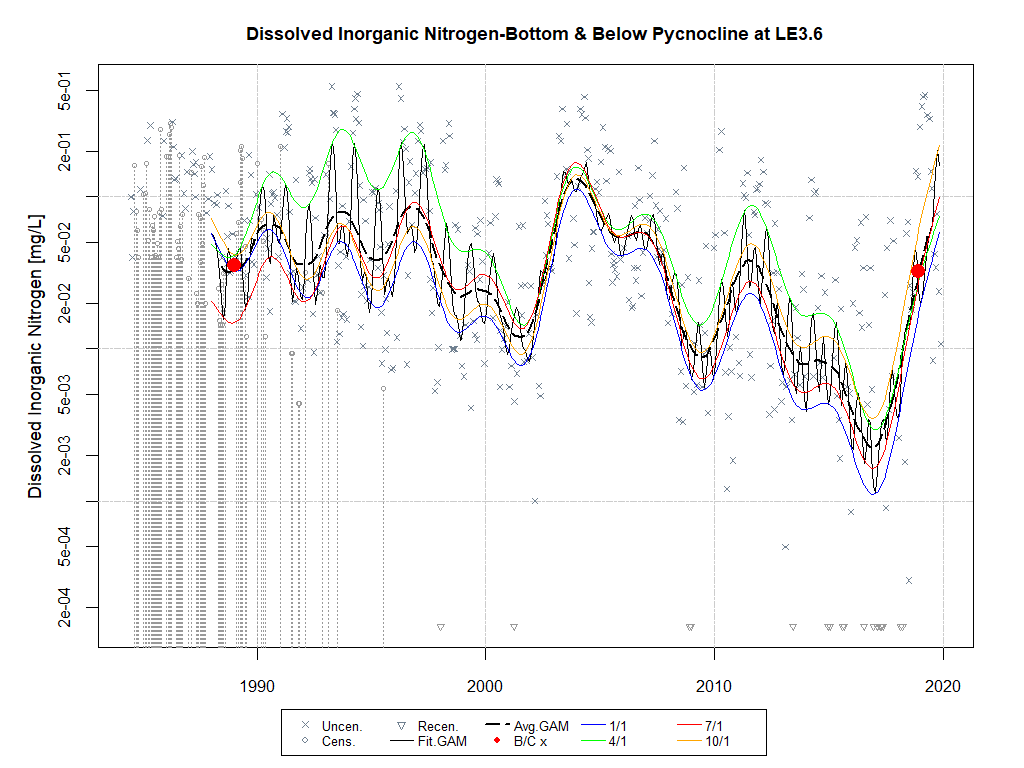 Dissolved Inorganic Nitrogen-Bottom & Below Pycnocline at LE3.6
Dissolved Inorganic Nitrogen [mg/L]
5e-01
2e-01
5e-02
2e-02
5e-03
2e-03
5e-04
2e-04
1990 2000 2010 2020
Uncen. Recen. Avg.GAM 1/1 7/1
Cens. Fit.GAM B/C x 4/1 10/1